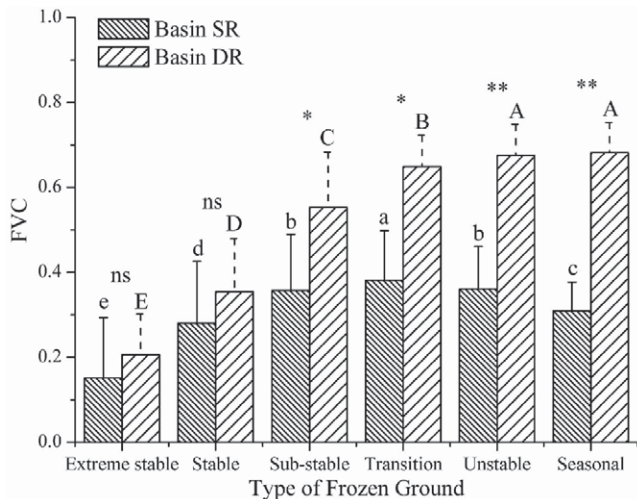 1.0
0.8
0.6
0.4
0.2
0.0
FVC
Basin SR
Basin DR
ns
e
E
ns
d
D
*
b
C
*
a
B
**
b
A
**
c
A
Extreme stable
Stable
Sub-stable
Transition
Unstable
Seasonal
Type of Frozen Ground